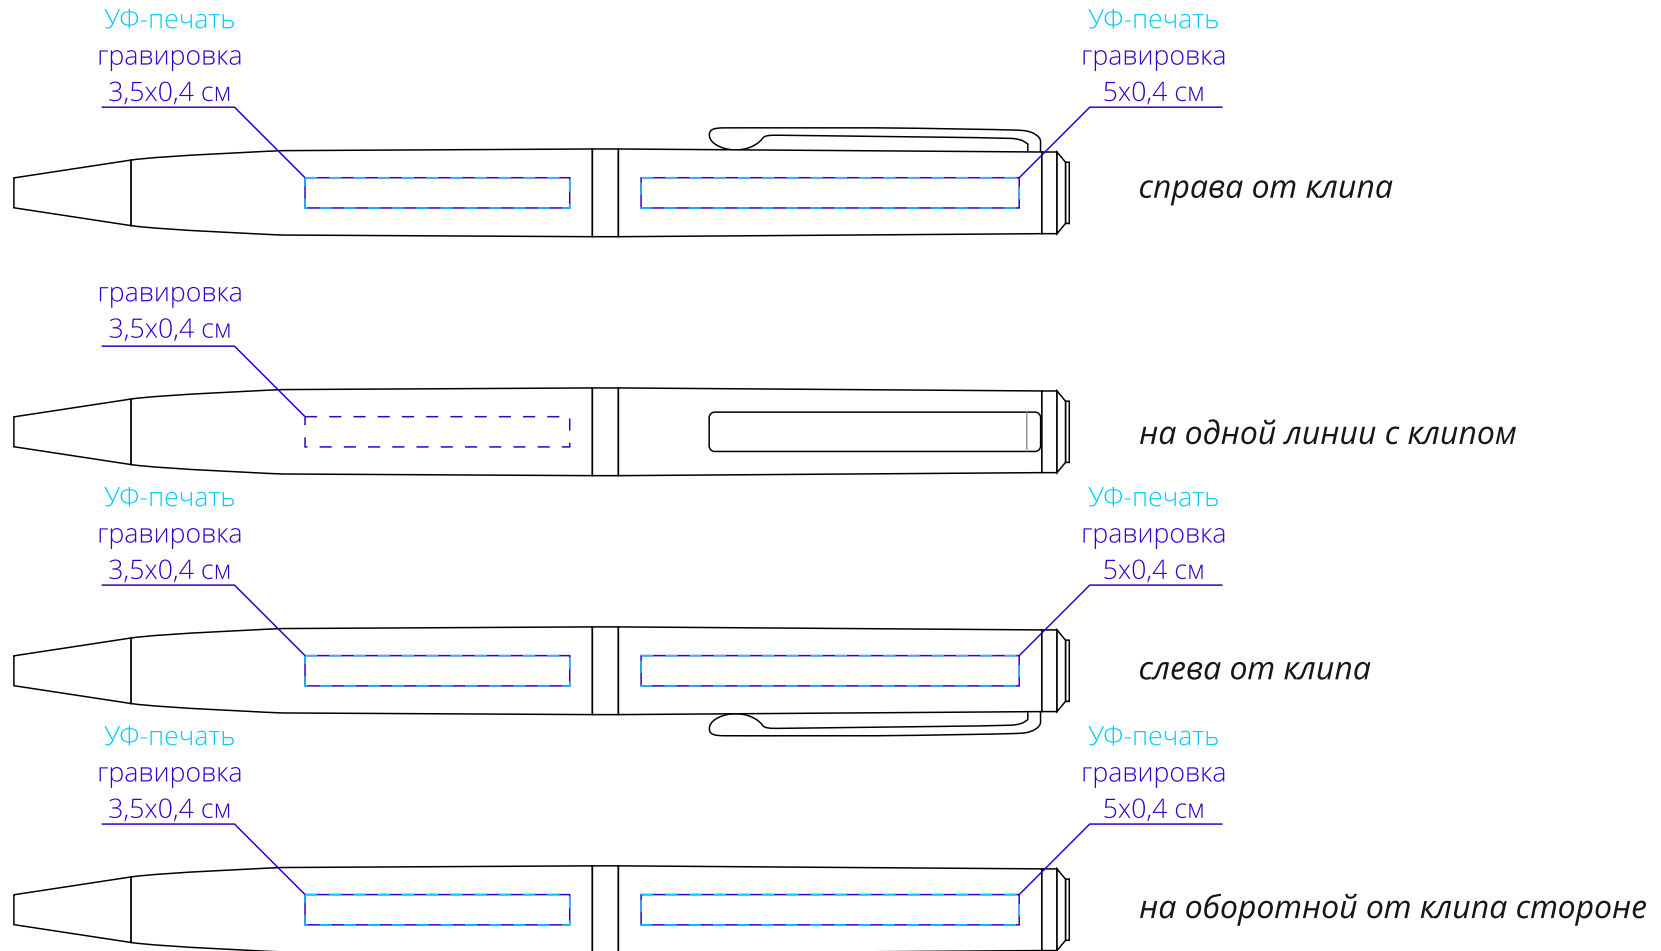 УФ-печать
гравировка
3,5х0,4 см
УФ-печать
гравировка
5х0,4 см
справа от клипа
гравировка
3,5х0,4 см
на одной линии с клипом
УФ-печать
гравировка
3,5х0,4 см
УФ-печать
гравировка
5х0,4 см
слева от клипа
УФ-печать
гравировка
3,5х0,4 см
УФ-печать
гравировка
5х0,4 см
на оборотной от клипа стороне